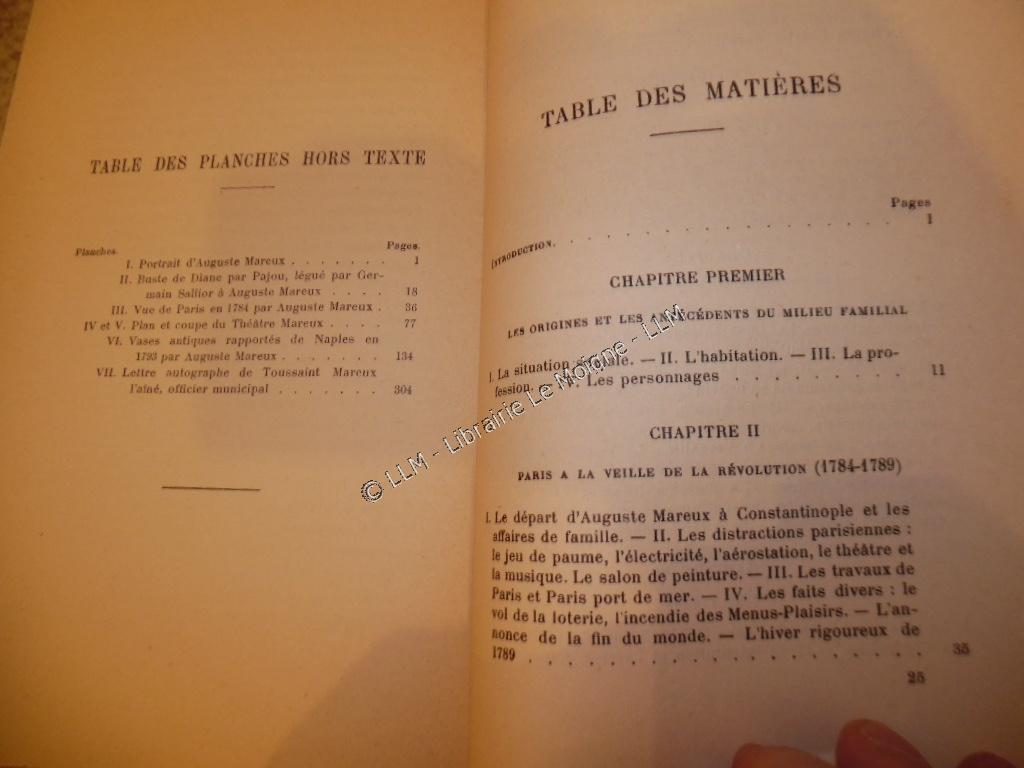 TABLE DES PLANCHES HORS TEXTE
Planches. Pages.
I. Portrait d'Auguste Mareux . . . . . . . 1
II. Buste de Diane par Pajou, légué par Ger-
main Sallior à Auguste Mareux . . . . 18
III. Vue de Paris en 1784 par Auguste Mareux . 36
IV et V. Plan et coupe du Théâtre Mareux . . . . 77
VI. Vases antiques rapportés de Naples en
1793 par Auguste Mareux . . . . . . . 134
VII. Lettre autographe de Toussaint Mareux
l'aîné, officier municipal . . . . . . . 304
TABLE DES MATIÈRES
Pages
INTRODUCTION. . . . . . . . . . . . . . . . . . . . 1
CHAPITRE PREMIER
LES ORIGINES ET LES ANTÉCÉDENTS DU MILIEU FAMILIAL
I. La situation sociale. — II. L'habitation. — III. La pro-
fession. — IV. Les personnages . . . . . . . . . 11
CHAPITRE II
PARIS A LA VEILLE DE LA RÉVOLUTION (1784-1789)
I. Le départ d'Auguste Mareux à Constantinople et les
affaires de famille. — II. Les distractions parisiennes :
le jeu de paume, l'électricité, l'aérostation, le théâtre et
la musique. Le salon de peinture. — III. Les travaux de
Paris et Paris port de mer. — IV. Les faits divers : le
vol de la loterie, l'incendie des Menus-Plaisirs. — L'an-
nonce de la fin du monde. — L'hiver rigoureux de
1789 . . . . . . . . . . . . . . . . . . . . 35
25
© LLM - Librairie Le Moigne - LLM